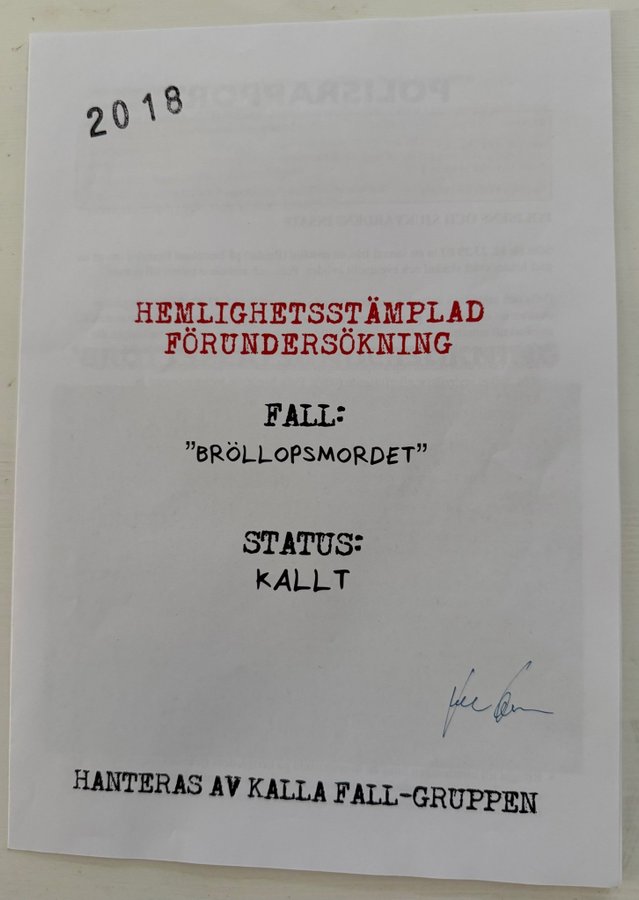 2018
HEMLIGHETSSTÄMPLAD
FÖRUNDERSÖKNING
FALL:
”BRÖLLOPSMORDET”
STATUS:
KALLT
HANTERAS AV KALLA FALL-GRUPPEN